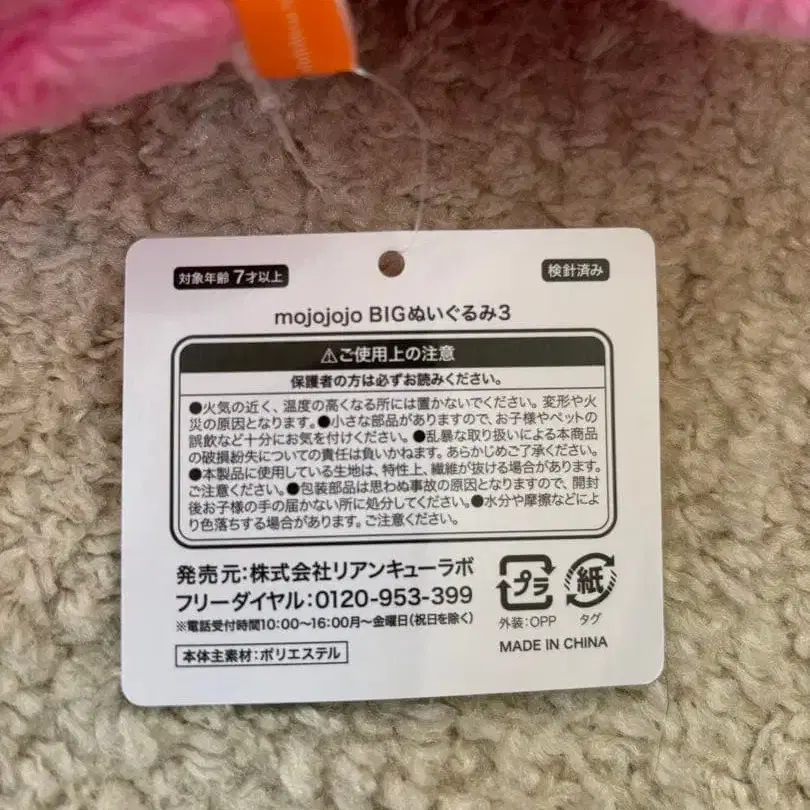 対象年齢 7才以上
検針済み
mojojojo BIGぬいぐるみ3
⚠ご使用上の注意
保護者の方は必ずお読みください。
●火気の近く、温度の高くなる所には置かないでください。変形や火
災の原因となります。●小さな部品がありますので、お子様やペットの
誤飲など十分にお気を付けください。●乱暴な取り扱いによる本商品
の破損紛失についての責任は負いかねます。あらかじめご了承ください。
●本製品に使用している生地は、特性上、繊維が抜ける場合があります。
ご注意ください。●包装部品は思わぬ事故の原因となりますので、開封
後お子様の手の届かない所に処分してください。●水分や摩擦などによ
り色落ちする場合があります。ご注意ください。
発売元:株式会社リアンキューラボ
フリーダイヤル:0120-953-399
※電話受付時間10:00〜16:00月〜金曜日(祝日を除く)
本体主素材:ポリエステル
プラ
外装:OPP
紙
タグ
MADE IN CHINA